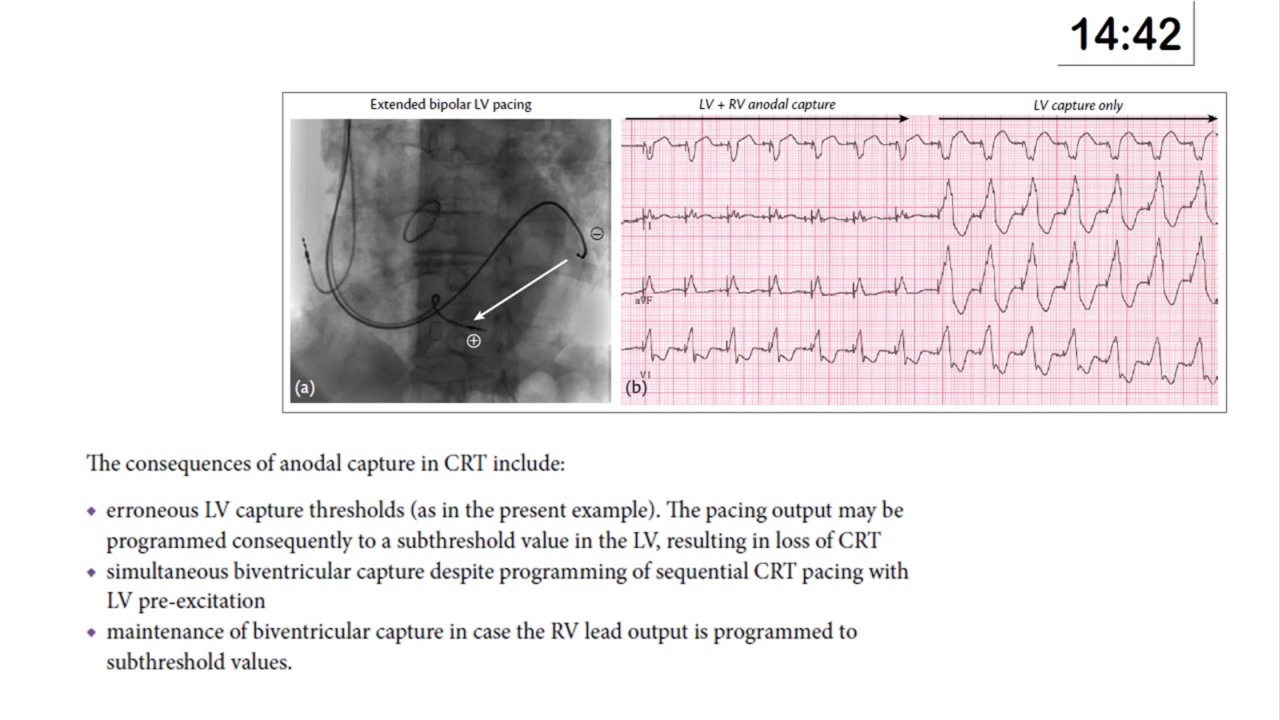 14:42
Extended bipolar LV pacing
LV + RV anodal capture
LV capture only
⊖
⊕
I
II
aVF
V1
(a)
(b)
The consequences of anodal capture in CRT include:
◆ erroneous LV capture thresholds (as in the present example). The pacing output may be
programmed consequently to a subthreshold value in the LV, resulting in loss of CRT
◆ simultaneous biventricular capture despite programming of sequential CRT pacing with
LV pre-excitation
◆ maintenance of biventricular capture in case the RV lead output is programmed to
subthreshold values.